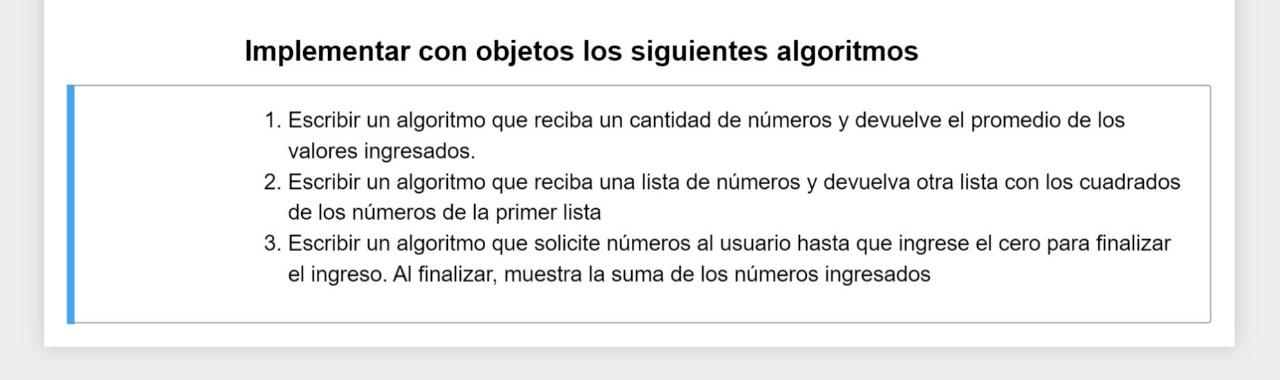 Implementar con objetos los siguientes algoritmos
1. Escribir un algoritmo que reciba un cantidad de números y devuelve el promedio de los
valores ingresados.
2. Escribir un algoritmo que reciba una lista de números y devuelva otra lista con los cuadrados
de los números de la primer lista
3. Escribir un algoritmo que solicite números al usuario hasta que ingrese el cero para finalizar
el ingreso. Al finalizar, muestra la suma de los números ingresados